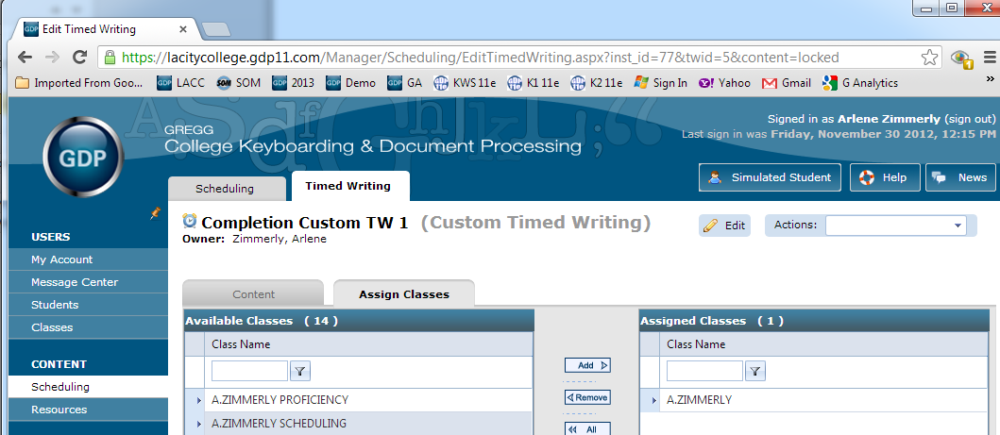 Edit Timed Writing
https://lacitycollege.gdp11.com/Manager/Scheduling/EditTimedWriting.aspx?inst_id=77&twid=5&content=locked
Imported From Goo... LACC SOM 2013 Demo GA KWS 11e K1 11e K2 11e Sign In Yahoo Gmail G Analytics »
GDP
GREGG
College Keyboarding & Document Processing
Signed in as Arlene Zimmerly (sign out)
Last sign in was Friday, November 30 2012, 12:15 PM
Simulated Student Help News
Scheduling Timed Writing
USERS
My Account
Message Center
Students
Classes
CONTENT
Scheduling
Resources
Completion Custom TW 1 (Custom Timed Writing)
Owner: Zimmerly, Arlene
Edit Actions:
Content Assign Classes
Available Classes ( 14 )
Class Name
A.ZIMMERLY PROFICIENCY
A.ZIMMERLY SCHEDULING
Add
Remove
All
Assigned Classes ( 1 )
Class Name
A.ZIMMERLY